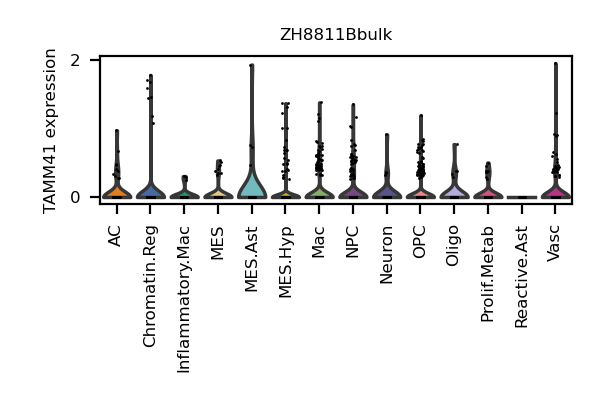 ZH8811Bbulk
TAMM41 expression
2
0
AC
Chromatin.Reg
Inflammatory.Mac
MES
MES.Ast
MES.Hyp
Mac
NPC
Neuron
OPC
Oligo
Prolif.Metab
Reactive.Ast
Vasc